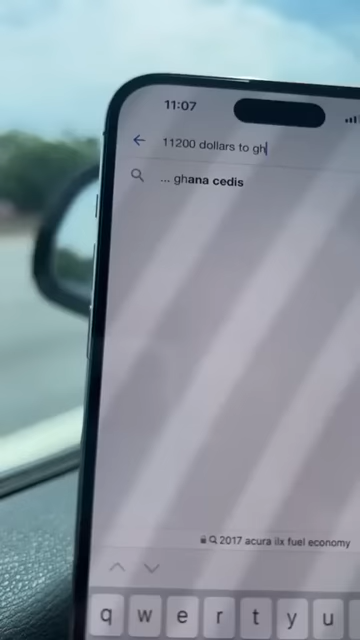 11:07
11200 dollars to gh
... ghana cedis
2017 acura ilx fuel economy
q w e r t y u